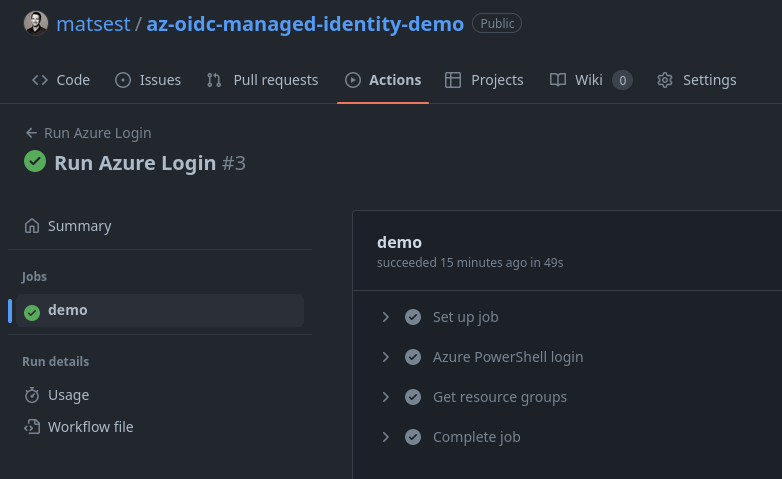 matsest / az-oidc-managed-identity-demo Public
Code Issues Pull requests Actions Projects Wiki 0 Settings
Run Azure Login
Run Azure Login #3
Summary
Jobs
demo
Run details
Usage
Workflow file
demo
succeeded 15 minutes ago in 49s
Set up job
Azure PowerShell login
Get resource groups
Complete job